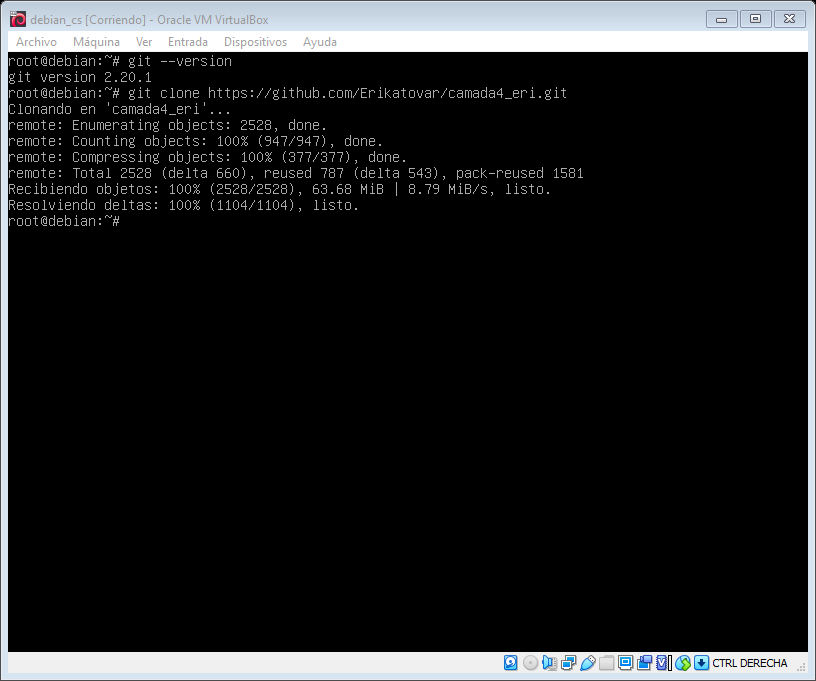 debian_cs [Corriendo] - Oracle VM VirtualBox
Archivo Máquina Ver Entrada Dispositivos Ayuda
root@debian:~# git --version
git version 2.20.1
root@debian:~# git clone https://github.com/Erikatovar/camada4_eri.git
Clonando en 'camada4_eri'...
remote: Enumerating objects: 2528, done.
remote: Counting objects: 100% (947/947), done.
remote: Compressing objects: 100% (377/377), done.
remote: Total 2528 (delta 660), reused 787 (delta 543), pack-reused 1581
Recibiendo objetos: 100% (2528/2528), 63.68 MiB | 8.79 MiB/s, listo.
Resolviendo deltas: 100% (1104/1104), listo.
root@debian:~#
CTRL DERECHA